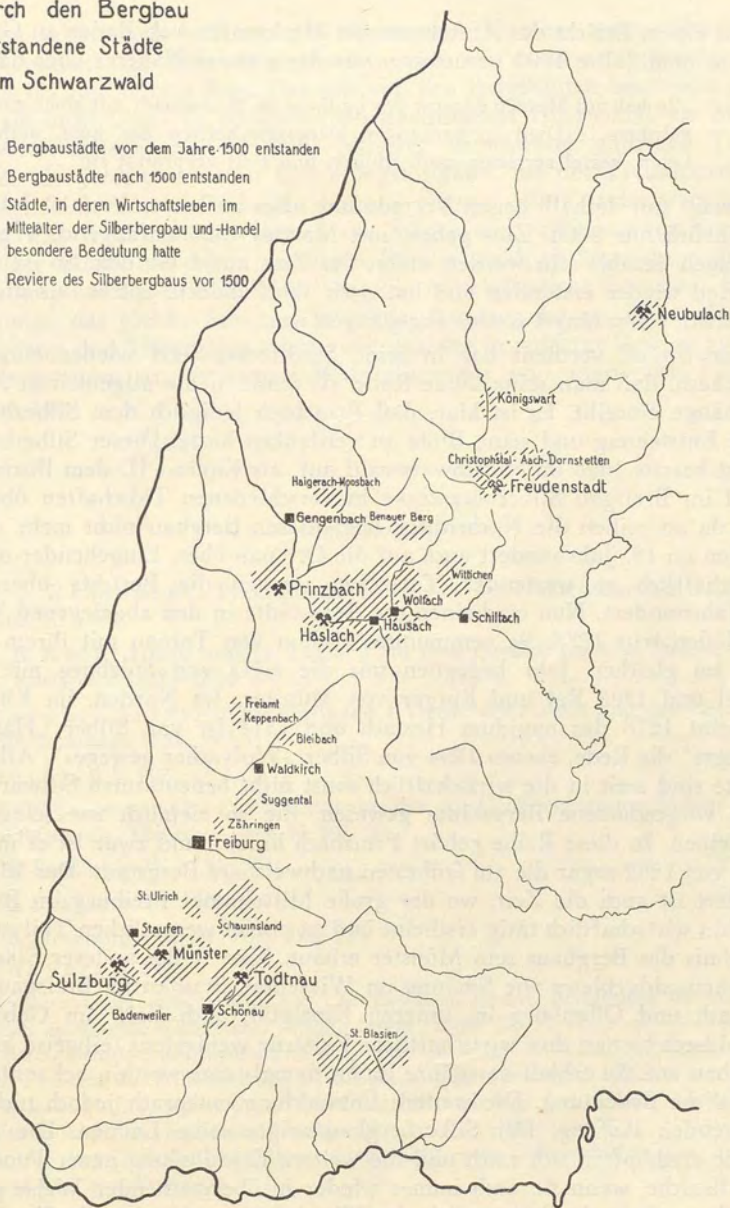 rch den Bergbau
tstandene Städte
m Schwarzwald
Bergbaustädte vor dem Jahre 1500 entstanden
Bergbaustädte nach 1500 entstanden
Städte, in deren Wirtschaftsleben im
Mittelalter der Silberbergbau und -Handel
besondere Bedeutung hatte
Reviere des Silberbergbaus vor 1500
Neubulach
Königswart
Christophstal-Aach-Dornstetten
Freudenstadt
Haigerach-Moosbach
Gengenbach
Benauer Berg
Prinzbach
Wittichen
Wolfach
Schiltach
Haslach
Hausach
Freiamt
Keppenbach
Bleibach
Waldkirch
Suggental
Zähringen
Freiburg
St. Ulrich
Schauinsland
Staufen
Münster
Sulzburg
Todtnau
Badenweiler
Schönau
St. Blasien